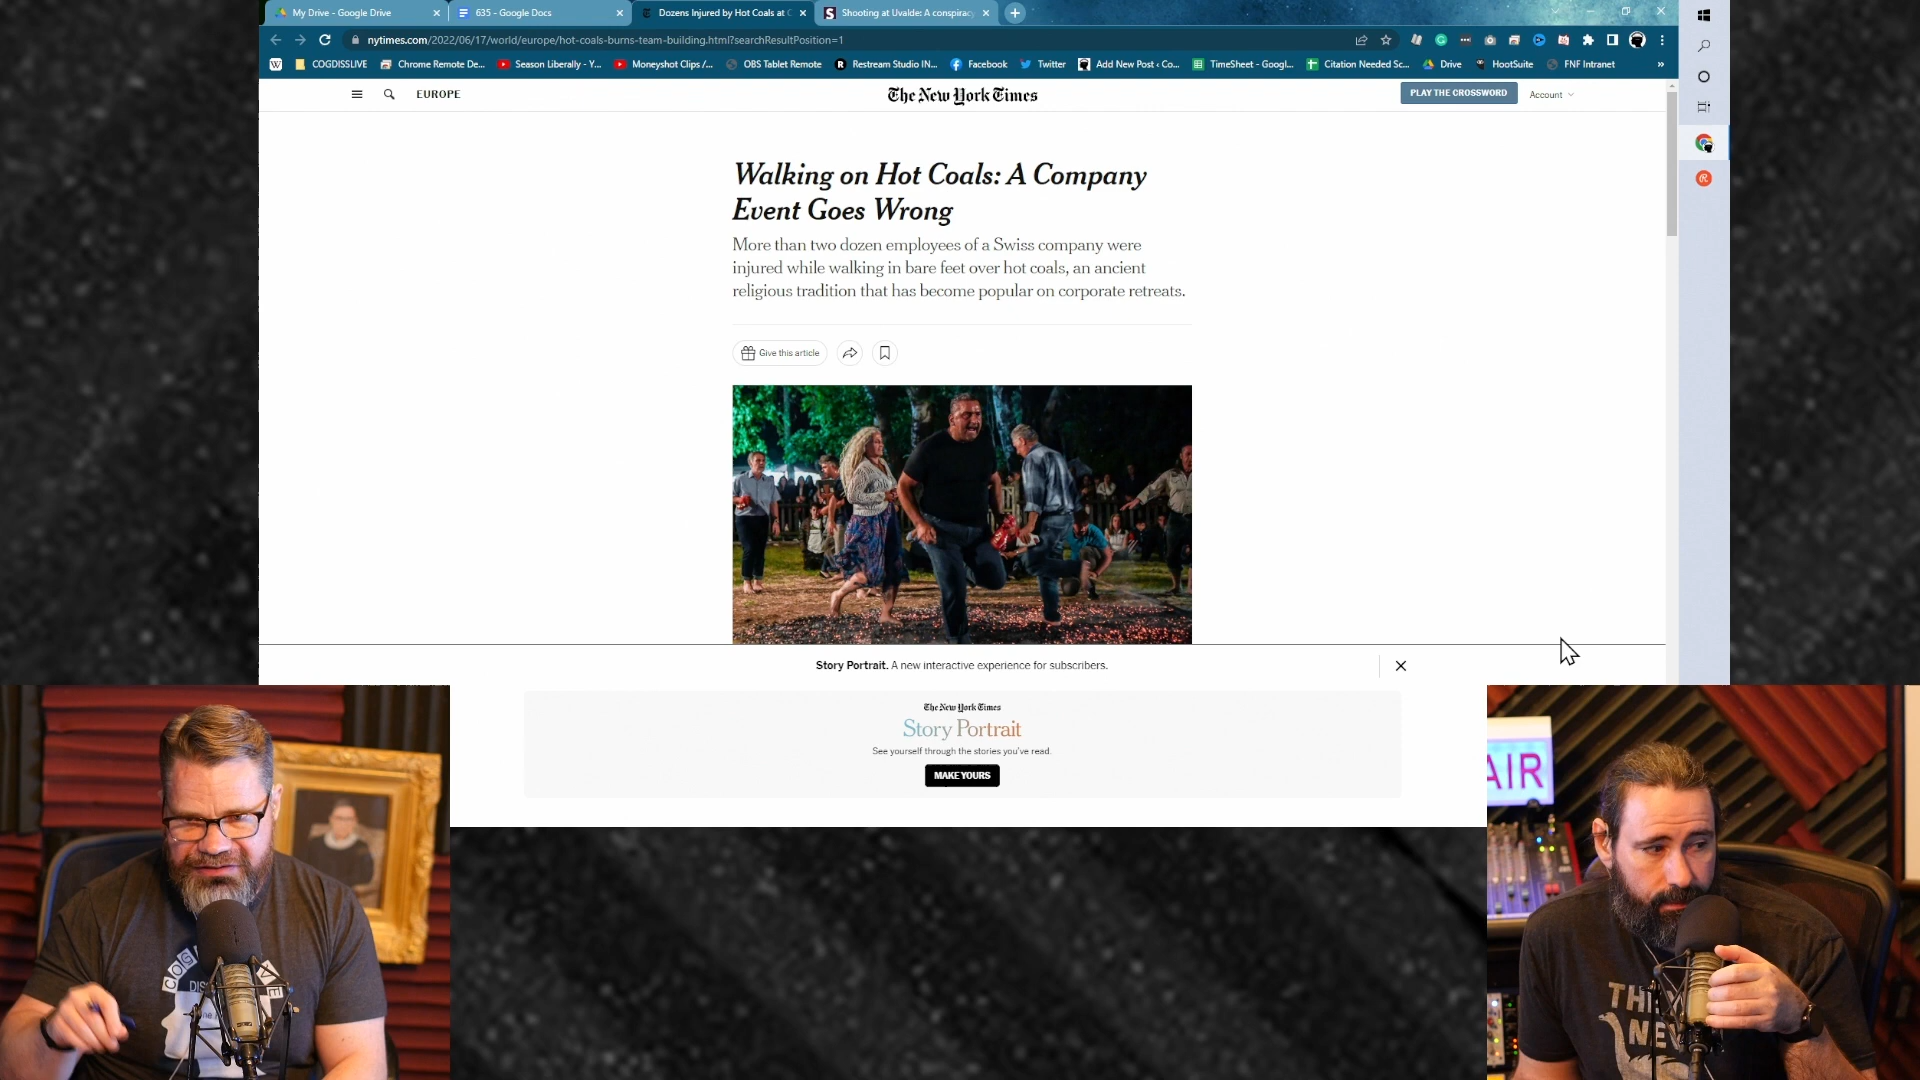 My Drive - Google Drive
635 - Google Docs
Dozens Injured by Hot Coals at C
Shooting at Uvalde: A conspirac
nytimes.com/2022/06/17/world/europe/hot-coals-burns-team-building.html?searchResultPosition=1
W
COGDISSLIVE
Chrome Remote De...
Season Liberally - Y...
Moneyshot Clips /...
OBS Tablet Remote
Restream Studio IN...
Facebook
Twitter
Add New Post ‹ Co...
TimeSheet - Googl...
Citation Needed Sc...
Drive
HootSuite
FNF Intranet
»
EUROPE
The New York Times
PLAY THE CROSSWORD
Account
Walking on Hot Coals: A Company
Event Goes Wrong
More than two dozen employees of a Swiss company were
injured while walking in bare feet over hot coals, an ancient
religious tradition that has become popular on corporate retreats.
Give this article
Story Portrait. A new interactive experience for subscribers.
The New York Times
Story Portrait
See yourself through the stories you've read.
MAKE YOURS
AIR
COG
VE
DIS
TH
NE